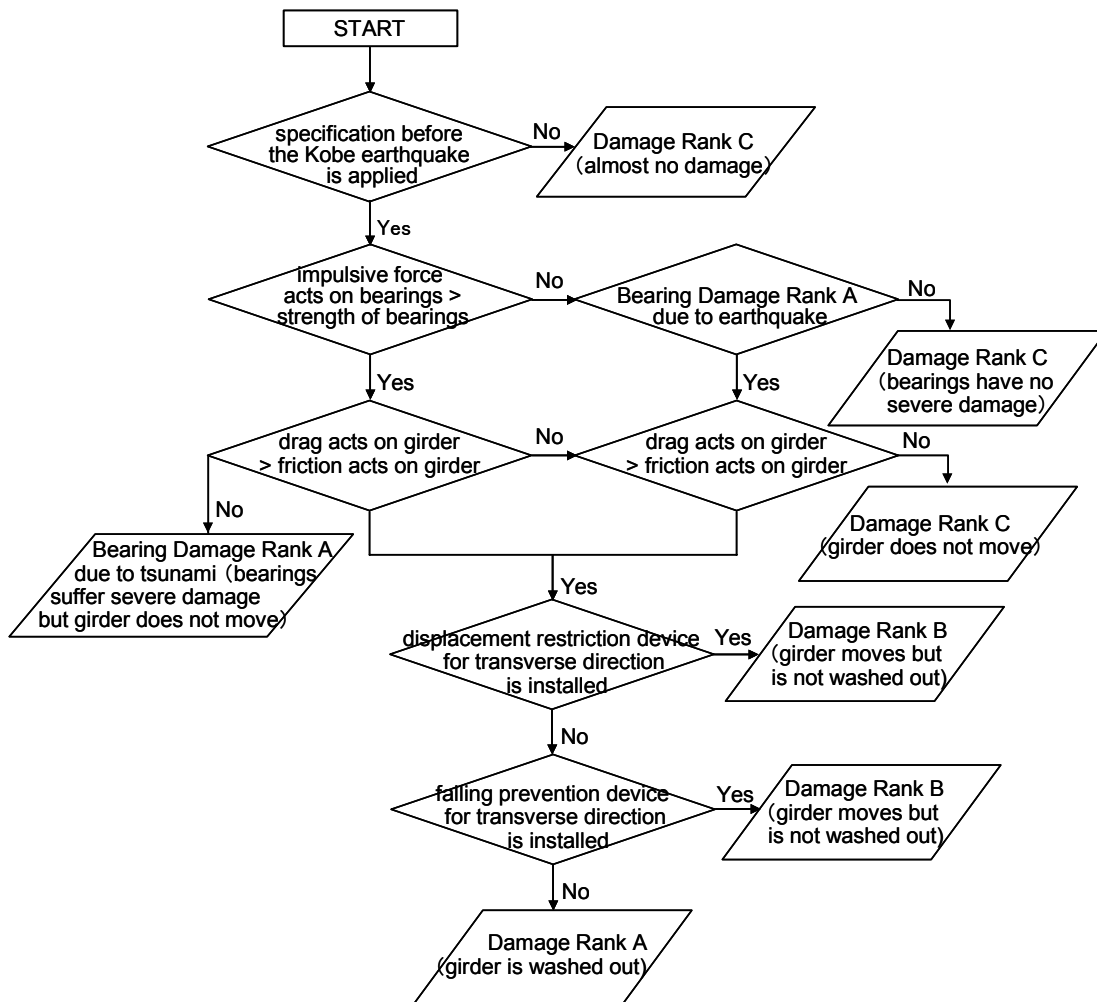 START
specification before
the Kobe earthquake
is applied
No
Damage Rank C
(almost no damage)
Yes
impulsive force
acts on bearings >
strength of bearings
No
Bearing Damage Rank A
due to earthquake
No
Damage Rank C
(bearings have no
severe damage)
Yes
Yes
drag acts on girder
> friction acts on girder
No
drag acts on girder
> friction acts on girder
No
Damage Rank C
(girder does not move)
No
Bearing Damage Rank A
due to tsunami (bearings
suffer severe damage
but girder does not move)
Yes
displacement restriction device
for transverse direction
is installed
Yes
Damage Rank B
(girder moves but
is not washed out)
No
falling prevention device
for transverse direction
is installed
Yes
Damage Rank B
(girder moves but
is not washed out)
No
Damage Rank A
(girder is washed out)